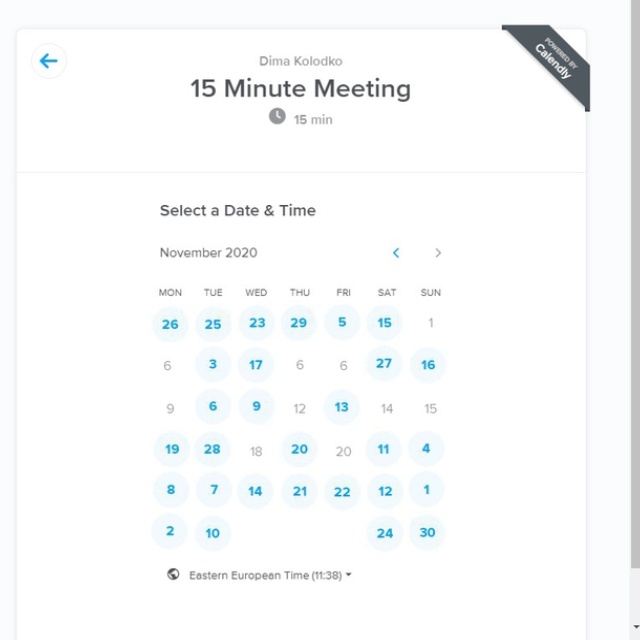 POWERED BY
Calendly
Dima Kolodko
15 Minute Meeting
15 min
Select a Date & Time
November 2020
MON TUE WED THU FRI SAT SUN
26 25 23 29 5 15 1
6 3 17 6 6 27 16
9 6 9 12 13 14 15
19 28 18 20 20 11 4
8 7 14 21 22 12 1
2 10 24 30
Eastern European Time (11:38)